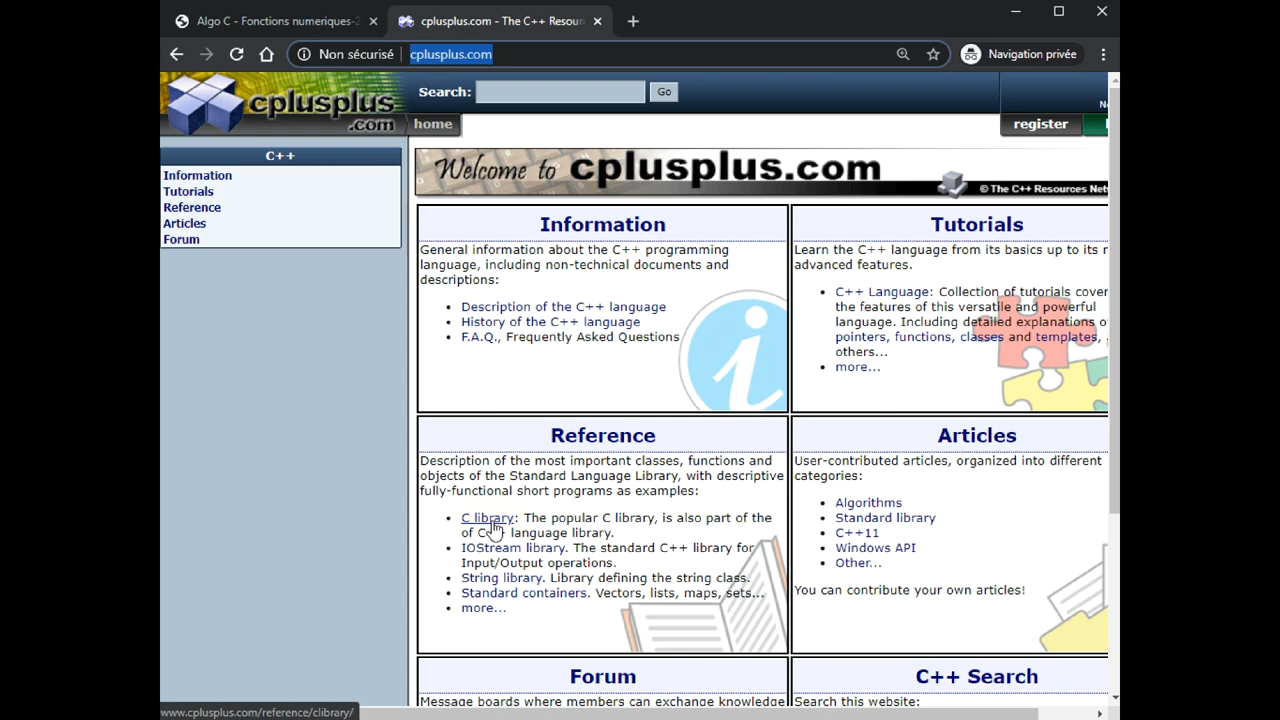 Algo C - Fonctions numeriques-2
cplusplus.com - The C++ Resour
Non sécurisé
cplusplus.com
Navigation privée
cplusplus
.com
Search:
Go
home
register
C++
Information
Tutorials
Reference
Articles
Forum
Welcome to cplusplus.com
© The C++ Resources Net
Information
General information about the C++ programming
language, including non-technical documents and
descriptions:
Description of the C++ language
History of the C++ language
F.A.Q., Frequently Asked Questions
Tutorials
Learn the C++ language from its basics up to its
advanced features.
C++ Language: Collection of tutorials cover
the features of this versatile and powerful
language. Including detailed explanations
pointers, functions, classes and templates,
others...
more...
Reference
Description of the most important classes, functions and
objects of the Standard Language Library, with descriptive
fully-functional short programs as examples:
C library: The popular C library, is also part of the
of C++ language library.
IOStream library. The standard C++ library for
Input/Output operations.
String library. Library defining the string class.
Standard containers. Vectors, lists, maps, sets...
more...
Articles
User-contributed articles, organized into different
categories:
Algorithms
Standard library
C++11
Windows API
Other...
You can contribute your own articles!
Forum
Message boards where members can exchange knowledge
C++ Search
Search this website:
www.cplusplus.com/reference/clibrary/